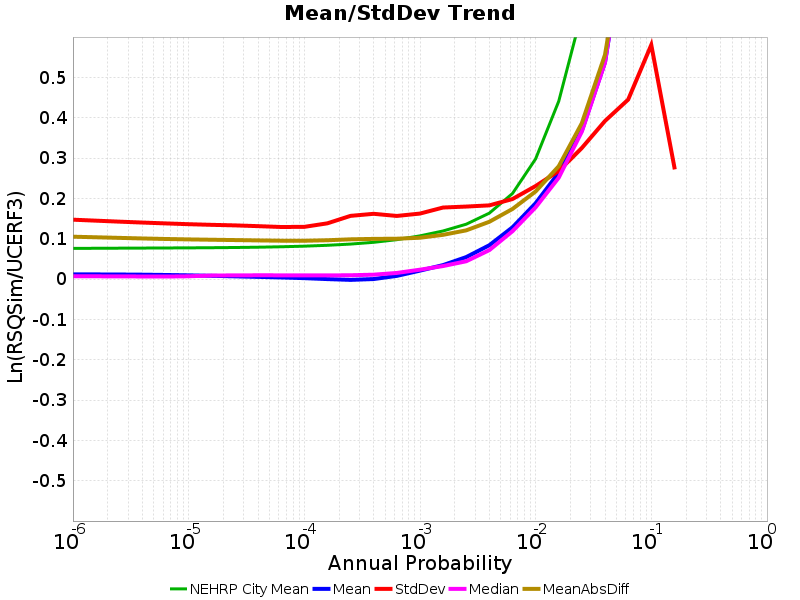 Mean/StdDev Trend
Ln(RSQSim/UCERF3)
0.5
0.4
0.3
0.2
0.1
0
-0.1
-0.2
-0.3
-0.4
-0.5
10-6 10-5 10-4 10-3 10-2 10-1 100
Annual Probability
NEHRP City Mean Mean StdDev Median MeanAbsDiff